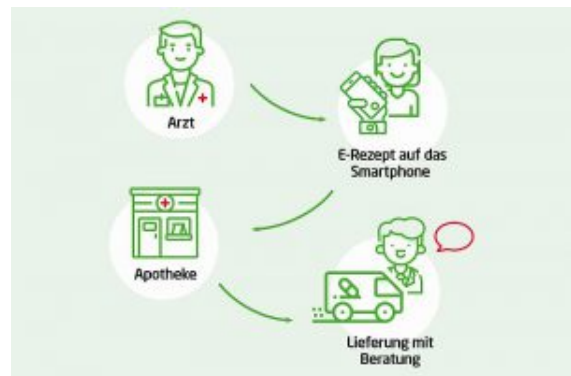 Arzt
E-Rezept auf das
Smartphone
Apotheke
Lieferung mit
Beratung